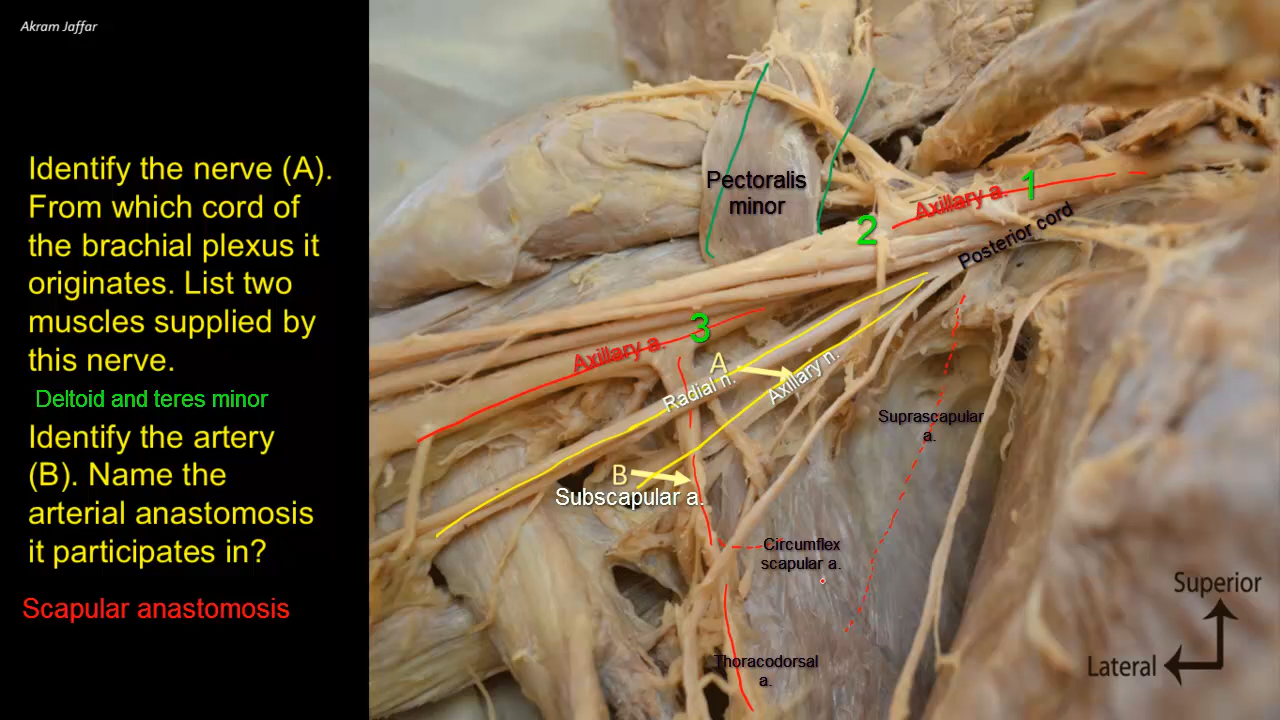 Akram Jaffar
Identify the nerve (A).
From which cord of
the brachial plexus it
originates. List two
muscles supplied by
this nerve.
Deltoid and teres minor
Identify the artery
(B). Name the
arterial anastomosis
it participates in?
Scapular anastomosis
Pectoralis
minor
Axillary a.
1
2
Posterior cord
3
Axillary a.
A
Radial n.
Axillary n.
Suprascapular
a.
B
Subscapular a.
Circumflex
scapular a.
Thoracodorsal
a.
Superior
Lateral